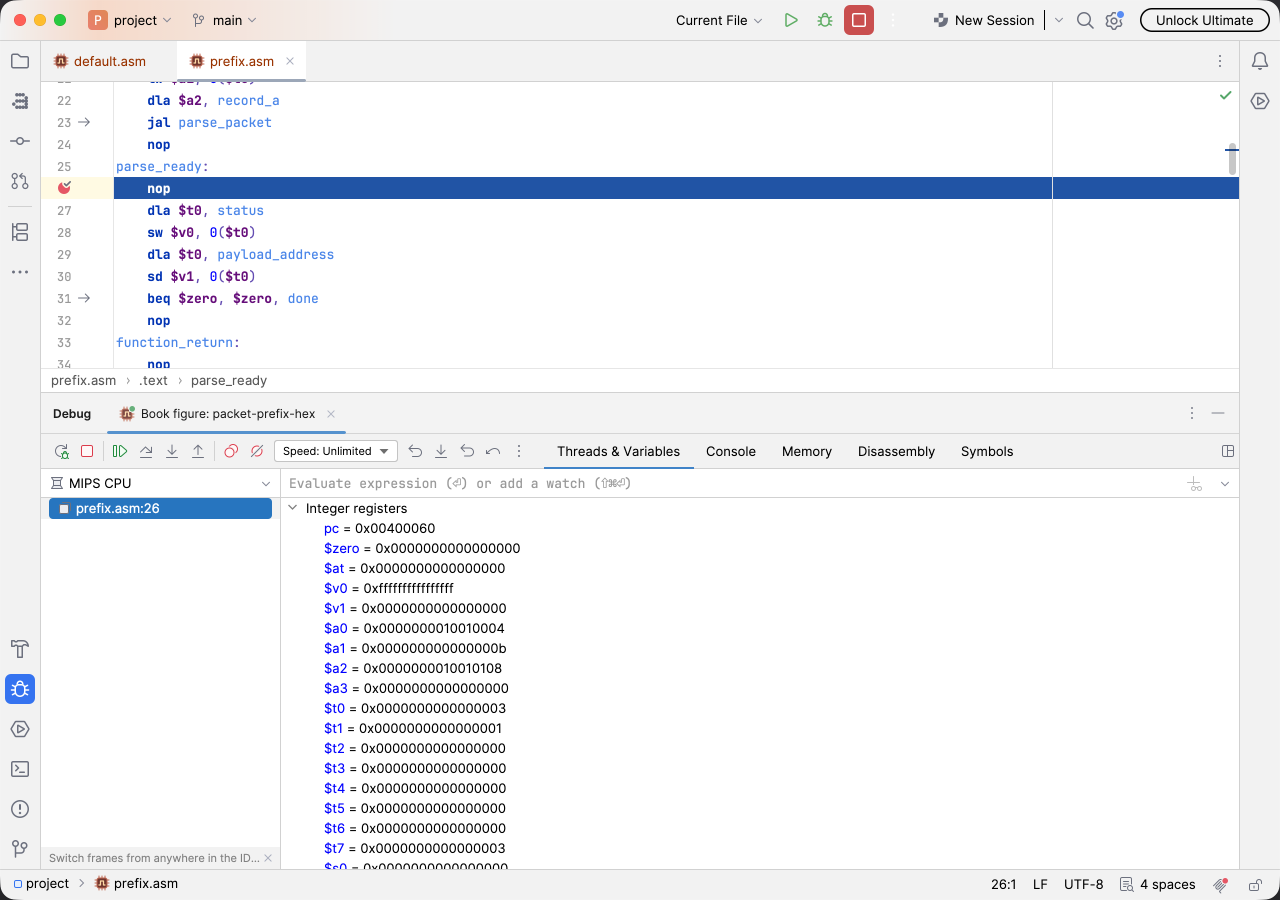 P project main Current File New Session Unlock Ultimate
default.asm prefix.asm
22 dla $a2, record_a
23 jal parse_packet
24 nop
25 parse_ready:
nop
27 dla $t0, status
28 sw $v0, 0($t0)
29 dla $t0, payload_address
30 sd $v1, 0($t0)
31 beq $zero, $zero, done
32 nop
33 function_return:
34 nop
prefix.asm › .text › parse_ready
Debug Book figure: packet-prefix-hex
Speed: Unlimited Threads & Variables Console Memory Disassembly Symbols
MIPS CPU Evaluate expression (⏎) or add a watch (⇧⌘⏎)
prefix.asm:26
Integer registers
pc = 0x00400060
$zero = 0x0000000000000000
$at = 0x0000000000000000
$v0 = 0xffffffffffffffff
$v1 = 0x0000000000000000
$a0 = 0x0000000010010004
$a1 = 0x000000000000000b
$a2 = 0x0000000010010108
$a3 = 0x0000000000000000
$t0 = 0x0000000000000003
$t1 = 0x0000000000000001
$t2 = 0x0000000000000000
$t3 = 0x0000000000000000
$t4 = 0x0000000000000000
$t5 = 0x0000000000000000
$t6 = 0x0000000000000000
$t7 = 0x0000000000000003
$s0 = 0x0000000000000000
Switch frames from anywhere in the ID...
project › prefix.asm 26:1 LF UTF-8 4 spaces